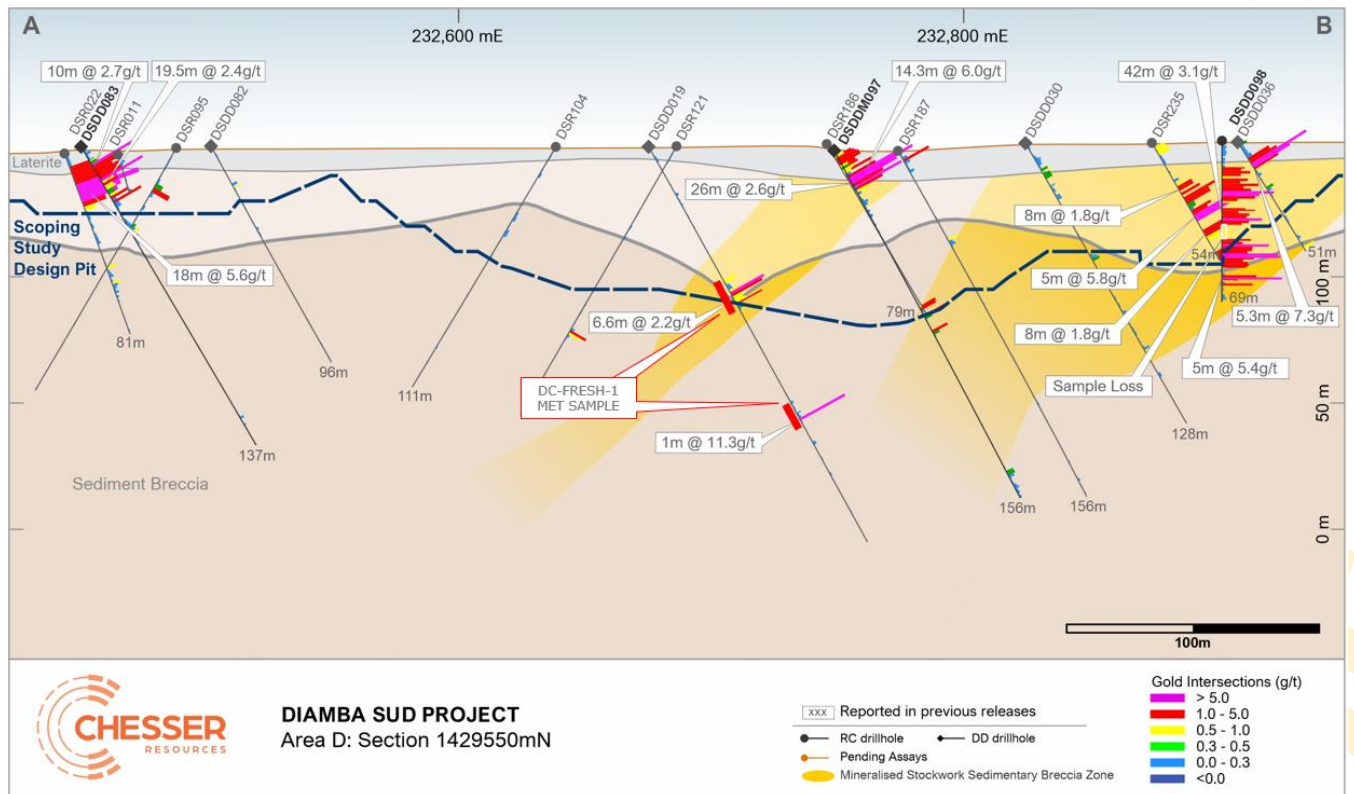 A
B
232,600 mE
232,800 mE
10m @ 2.7g/t
19.5m @ 2.4g/t
14.3m @ 6.0g/t
42m @ 3.1g/t
DSR022
DSDD083
DSR011
DSR095
DSDD082
DSR104
DSDD019
DSR121
DSR186
DSDDM097
DSR187
DSDD030
DSR235
DSDD098
DSDD036
Laterite
26m @ 2.6g/t
8m @ 1.8g/t
Scoping
Study
Design Pit
18m @ 5.6g/t
54m
51m
5m @ 5.8g/t
100 m
69m
5.3m @ 7.3g/t
6.6m @ 2.2g/t
79m
8m @ 1.8g/t
81m
96m
5m @ 5.4g/t
Sample Loss
111m
DC-FRESH-1
MET SAMPLE
50 m
128m
1m @ 11.3g/t
137m
Sediment Breccia
156m
156m
0 m
100m
CHESSER
RESOURCES
DIAMBA SUD PROJECT
Area D: Section 1429550mN
xxx Reported in previous releases
RC drillhole DD drillhole
Pending Assays
Mineralised Stockwork Sedimentary Breccia Zone
Gold Intersections (g/t)
> 5.0
1.0 - 5.0
0.5 - 1.0
0.3 - 0.5
0.0 - 0.3
<0.0